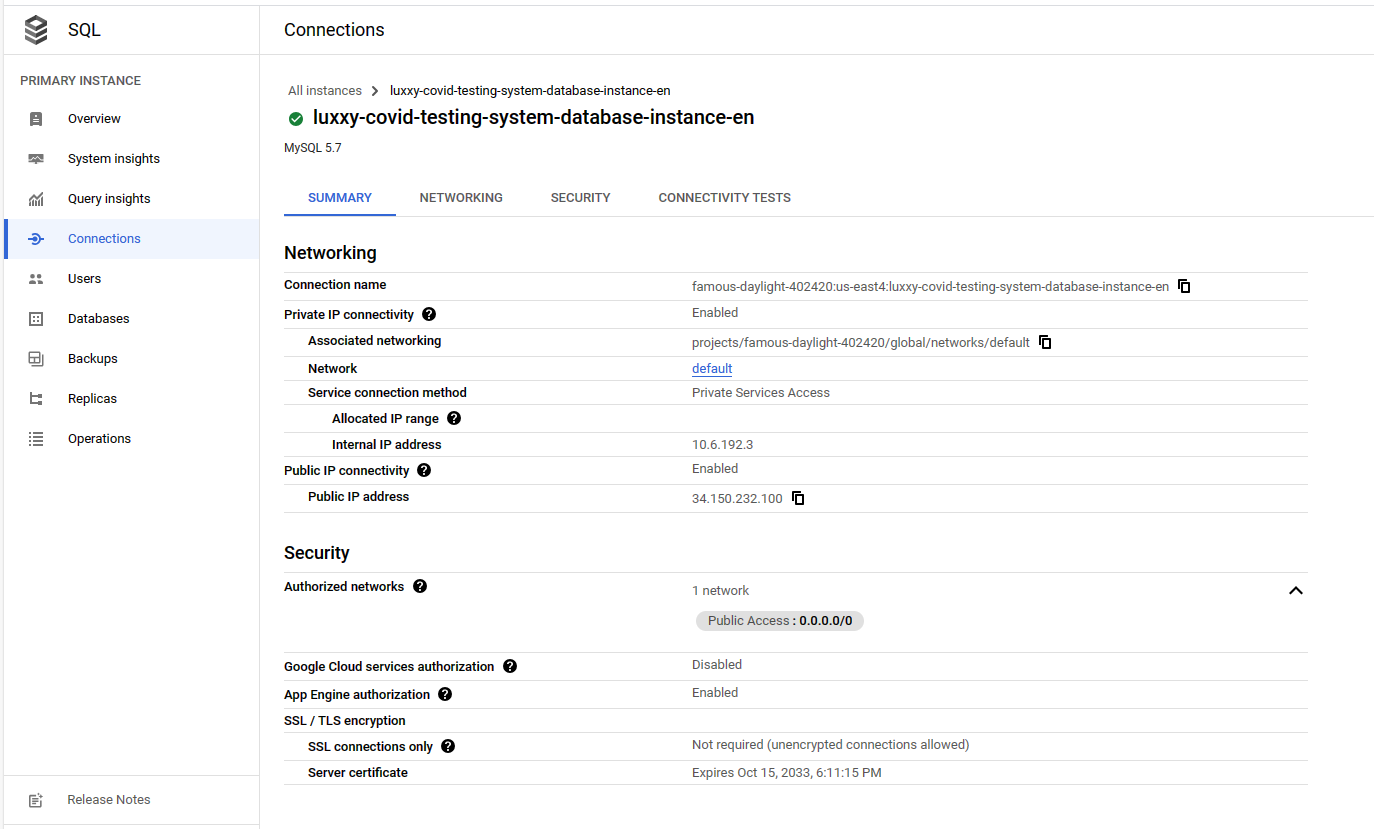 SQL
Connections
PRIMARY INSTANCE
Overview
System insights
Query insights
Connections
Users
Databases
Backups
Replicas
Operations
Release Notes
All instances > luxxy-covid-testing-system-database-instance-en
luxxy-covid-testing-system-database-instance-en
MySQL 5.7
SUMMARY NETWORKING SECURITY CONNECTIVITY TESTS
Networking
Connection name famous-daylight-402420:us-east4:luxxy-covid-testing-system-database-instance-en
Private IP connectivity Enabled
Associated networking projects/famous-daylight-402420/global/networks/default
Network default
Service connection method Private Services Access
Allocated IP range
Internal IP address 10.6.192.3
Public IP connectivity Enabled
Public IP address 34.150.232.100
Security
Authorized networks 1 network
Public Access : 0.0.0.0/0
Google Cloud services authorization Disabled
App Engine authorization Enabled
SSL / TLS encryption
SSL connections only Not required (unencrypted connections allowed)
Server certificate Expires Oct 15, 2033, 6:11:15 PM